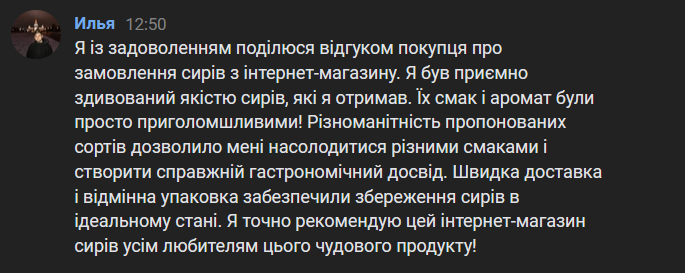 Илья 12:50
Я із задоволенням поділюся відгуком покупця про
замовлення сирів з інтернет-магазину. Я був приємно
здивований якістю сирів, які я отримав. Їх смак і аромат були
просто приголомшливими! Різноманітність пропонованих
сортів дозволило мені насолодитися різними смаками і
створити справжній гастрономічний досвід. Швидка доставка
і відмінна упаковка забезпечили збереження сирів в
ідеальному стані. Я точно рекомендую цей інтернет-магазин
сирів усім любителям цього чудового продукту!